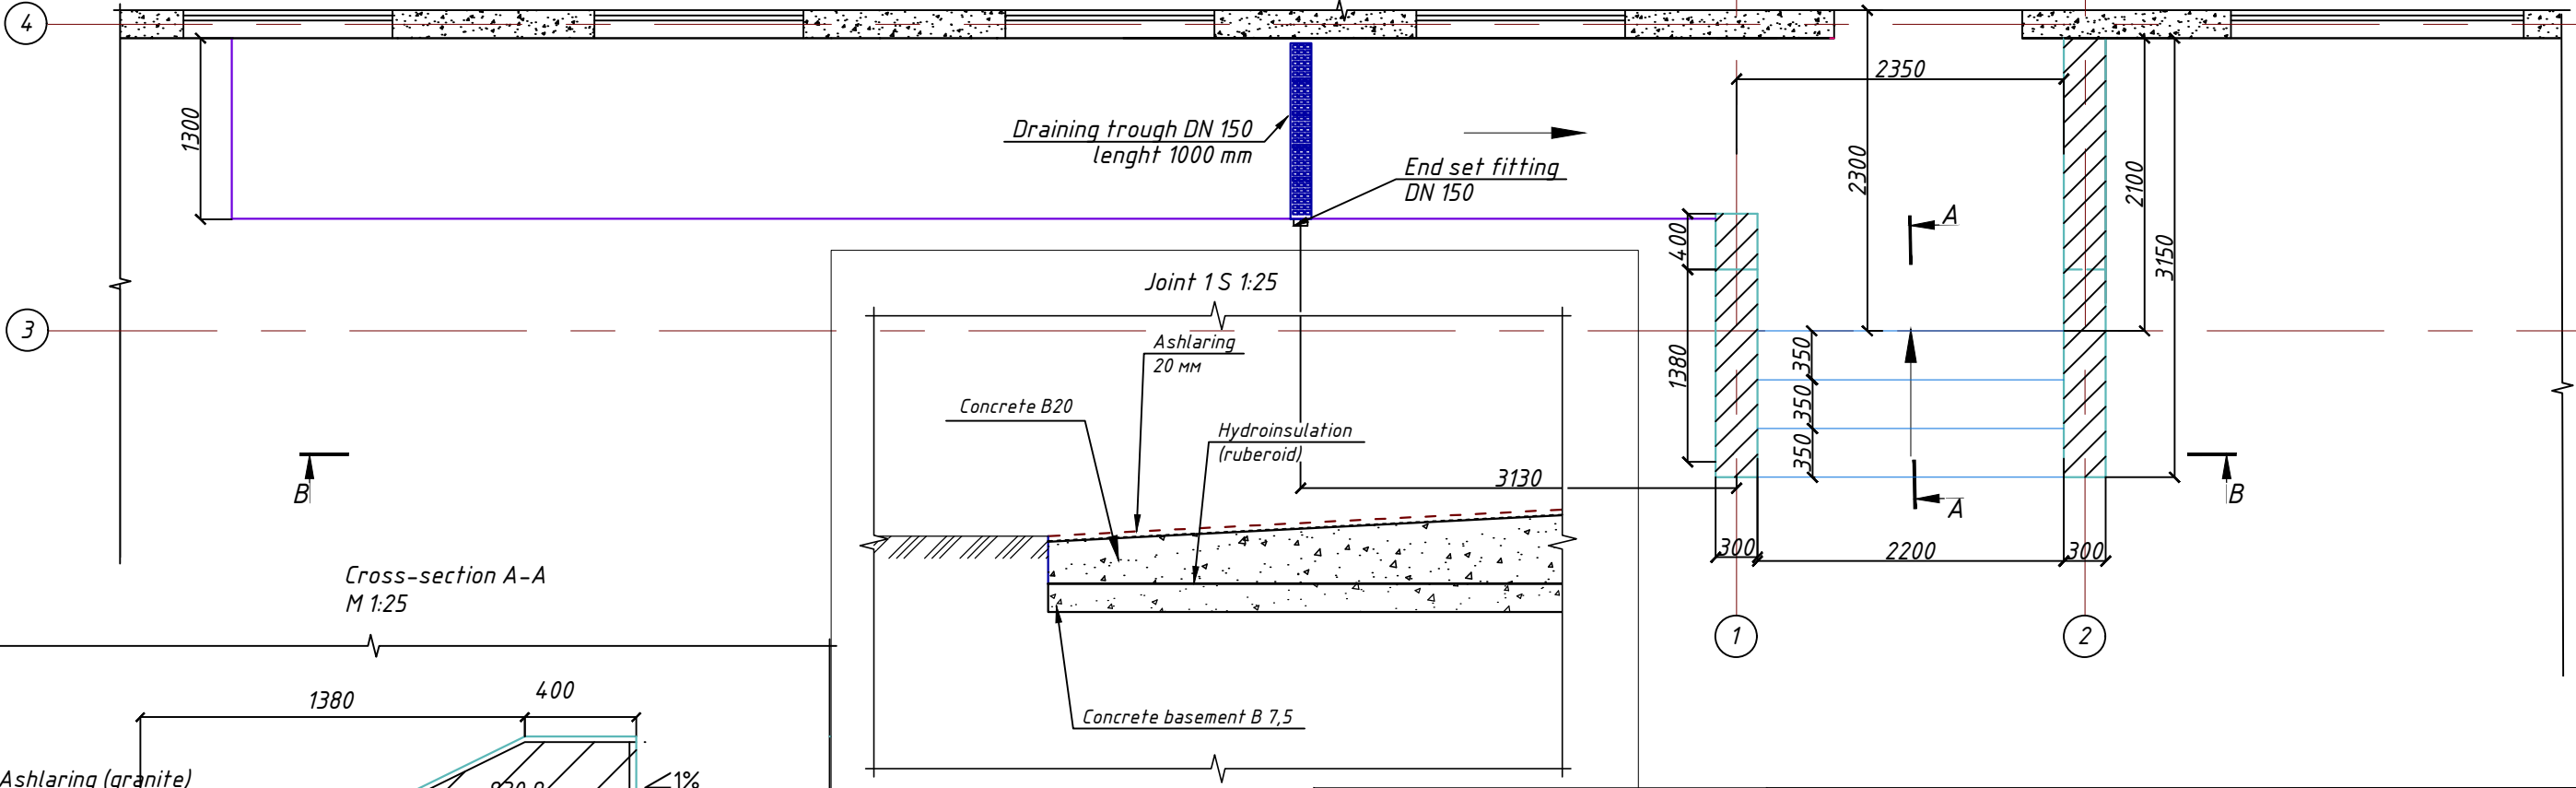 4
2350
1300
Draining trough DN 150
lenght 1000 mm
End set fitting
DN 150
2300
2100
A
400
3150
Joint 1 S 1:25
3
Ashlaring
20 мм
350
1380
Concrete B20
350
Hydroinsulation
(ruberoid)
350
3130
B
A
B
300
2200
300
Cross-section A-A
M 1:25
1
2
1380
400
Concrete basement B 7,5
Ashlaring (granite)
1%